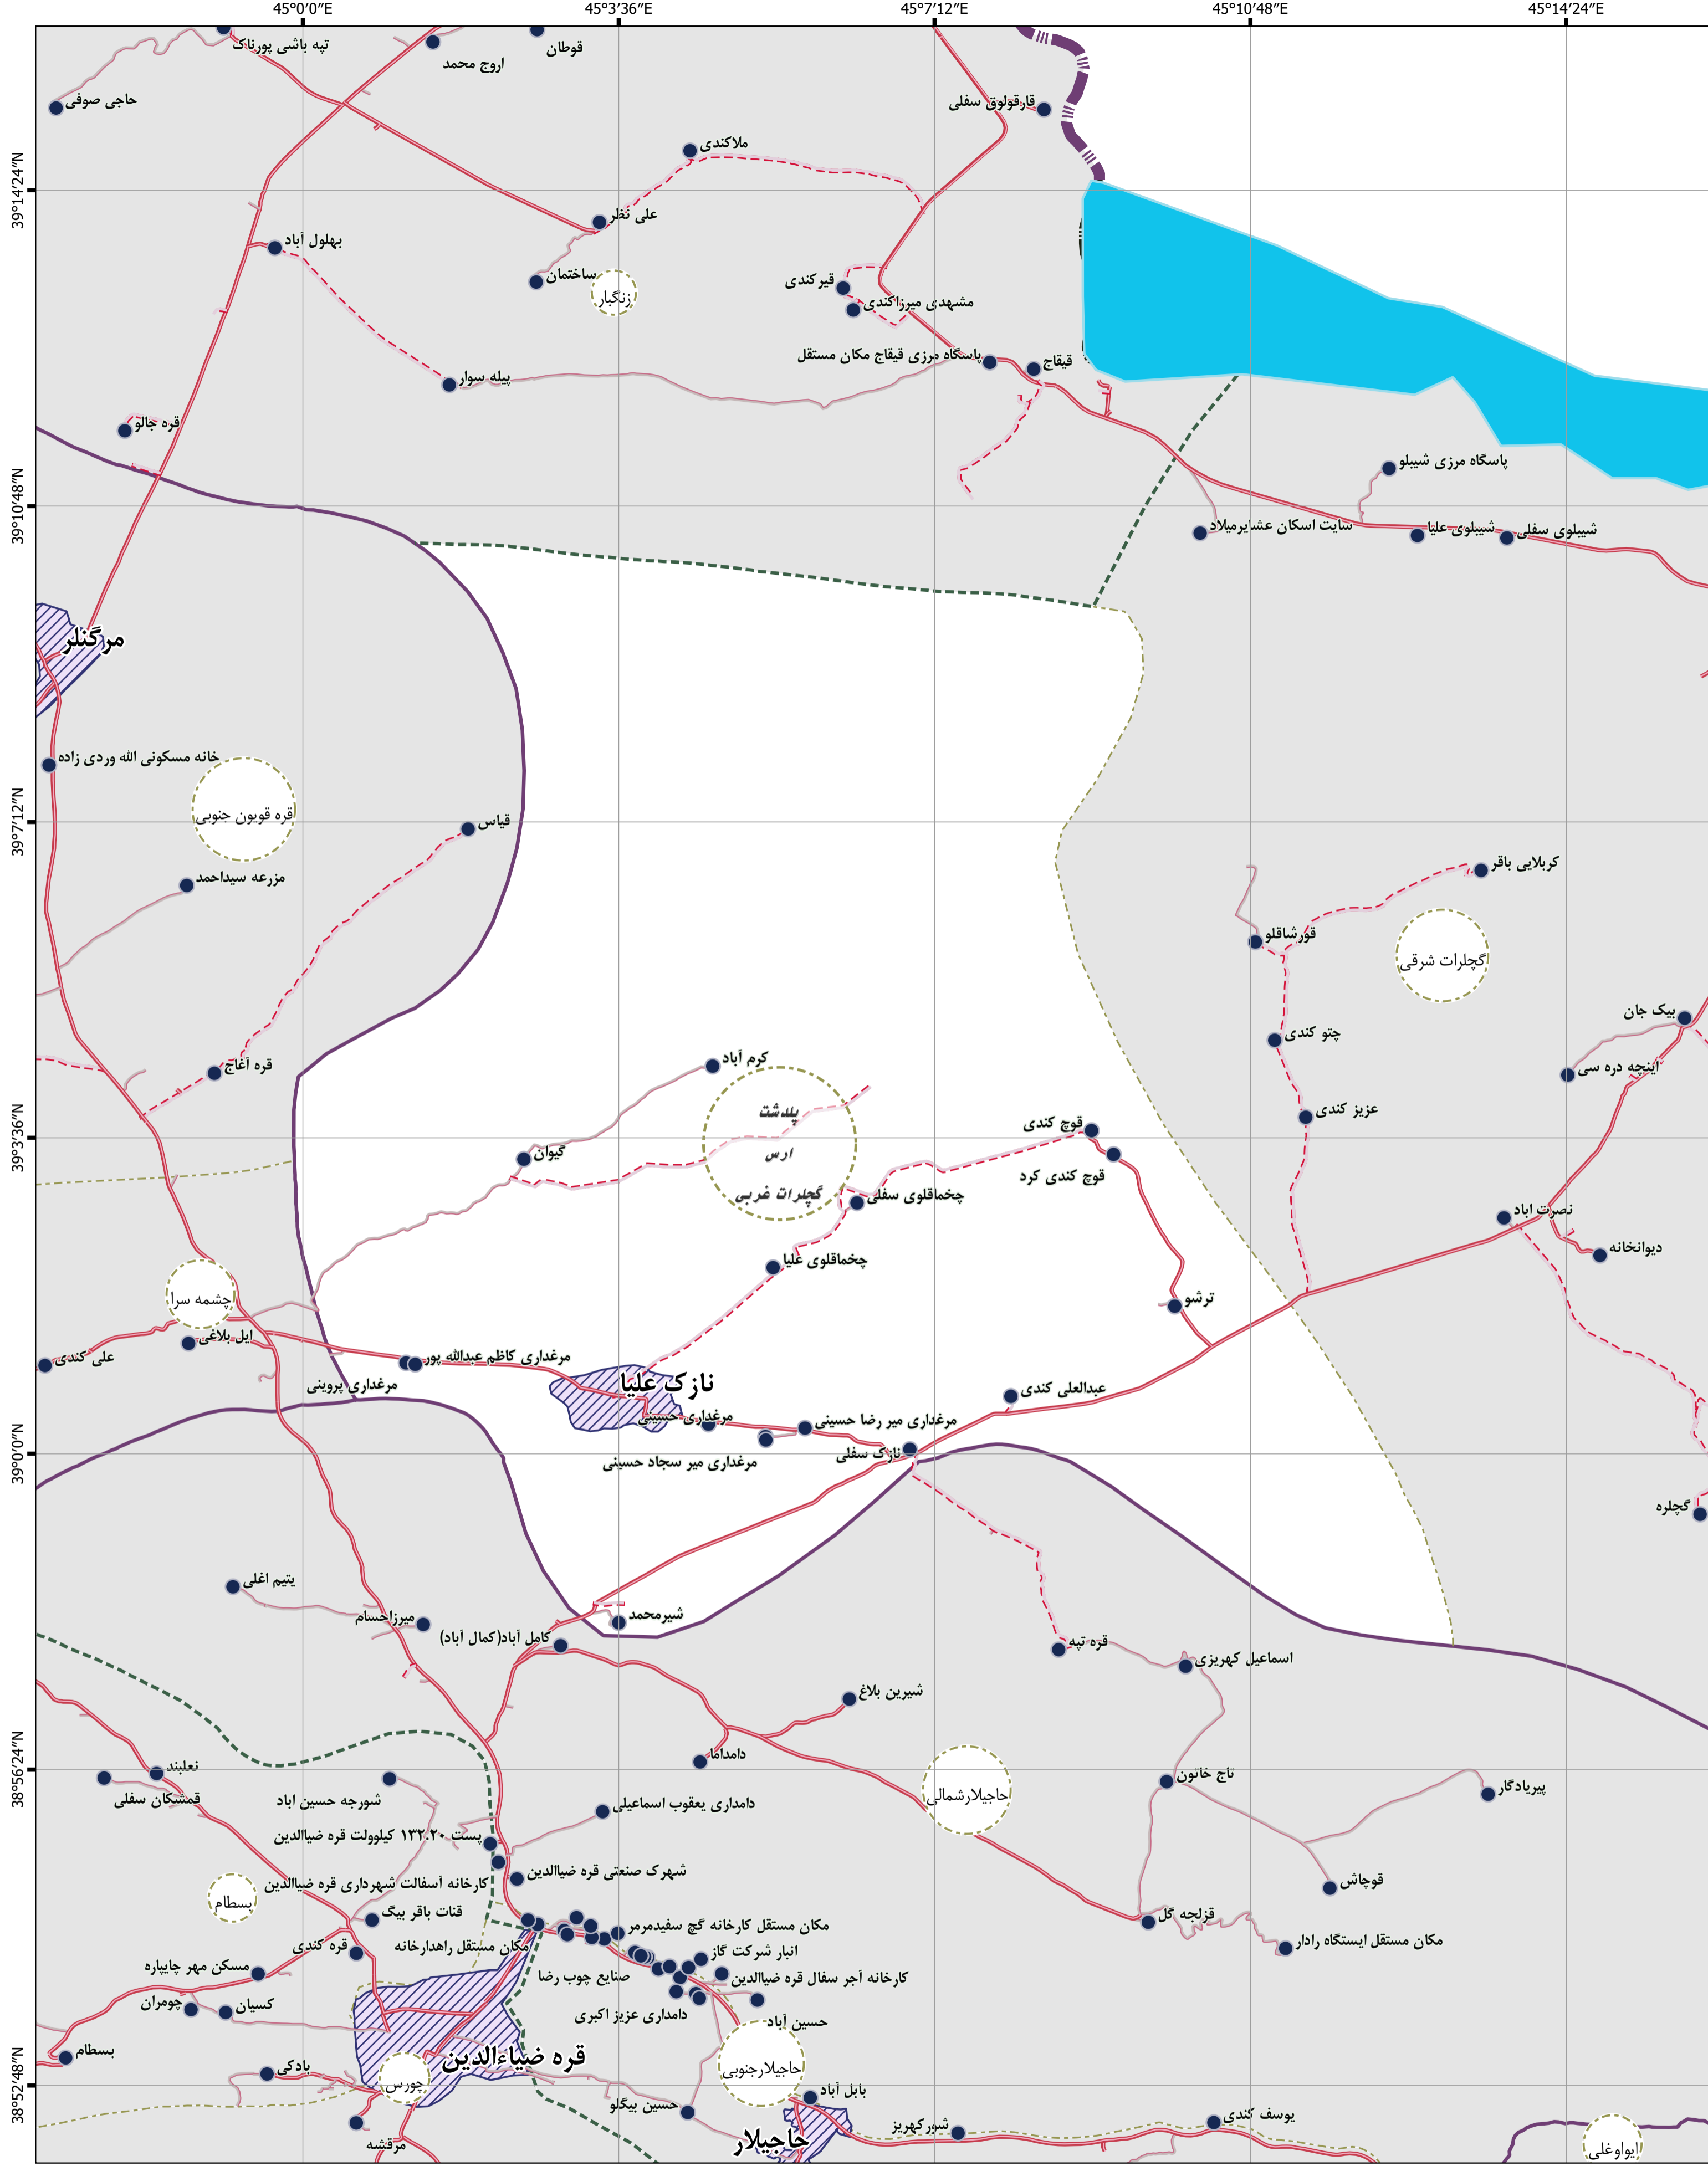 45°0'0"E
45°3'36"E
45°7'12"E
45°10'48"E
45°14'24"E
تپه باشی پورناک
قوطان
اروج محمد
حاجی صوفی
قارقولوق سفلی
ملاکندی
39°14'24"N
علی نظر
بهلول آباد
ساختمان
زنگبار
قیرکندی
مشهدی میرزاکندی
پاسگاه مرزی قیقاج مکان مستقل
قیقاج
پیله سوار
قره جالو
پاسگاه مرزی شیبلو
39°10'48"N
سایت اسکان عشایرمیلاد
شیبلوی علیا
شیبلوی سفلی
مرگنلر
خانه مسکونی الله وردی زاده
قره قویون جنوبی
39°7'12"N
قیاس
کربلایی باقر
مزرعه سیداحمد
قورشاقلو
گچلرات شرقی
بیک جان
چتو کندی
کرم آباد
قره آغاج
اینچه دره سی
پلدشت
عزیز کندی
39°3'36"N
قوچ کندی
گیوان
ارس
قوچ کندی کرد
گچلرات غربی
چخماقلوی سفلی
نصرت اباد
دیوانخانه
چخماقلوی علیا
چشمه سرا
ترشو
ایل بلاغی
علی کندی
مرغداری کاظم عبدالله پور
مرغداری پروینی
نازک علیا
عبدالعلی کندی
مرغداری حسینی
مرغداری میر رضا حسینی
39°0'0"N
نازک سفلی
مرغداری میر سجاد حسینی
گچلره
یتیم اغلی
میرزاحسام
شیرمحمد
کامل آباد(کمال آباد)
قره تپه
اسماعیل کهریزی
شیرین بلاغ
38°56'24"N
دامداما
نعلبند
تاج خاتون
پیریادگار
قمشکان سفلی
شورجه حسین اباد
حاجیلارشمالی
دامداری یعقوب اسماعیلی
پست ۱۳۲.۲۰ کیلوولت قره ضیاالدین
شهرک صنعتی قره ضیاالدین
کارخانه آسفالت شهرداری قره ضیاالدین
قوچاش
بسطام
قنات باقر بیگ
قزلجه گل
مکان مستقل کارخانه گچ سفیدمرمر
مکان مستقل ایستگاه رادار
قره کندی
مکان مستقل راهدارخانه
انبار شرکت گاز
مسکن مهر چایپاره
صنایع چوب رضا
کارخانه آجر سفال قره ضیاالدین
چومران
کسیان
دامداری عزیز اکبری
حسین آباد
بسطام
قره ضیاءالدین
حاجیلارجنوبی
38°52'48"N
یادکی
چورس
بابل آباد
حسین بیگلو
یوسف کندی
شورکهریز
مرقشه
حاجیلار
ایواوغلی